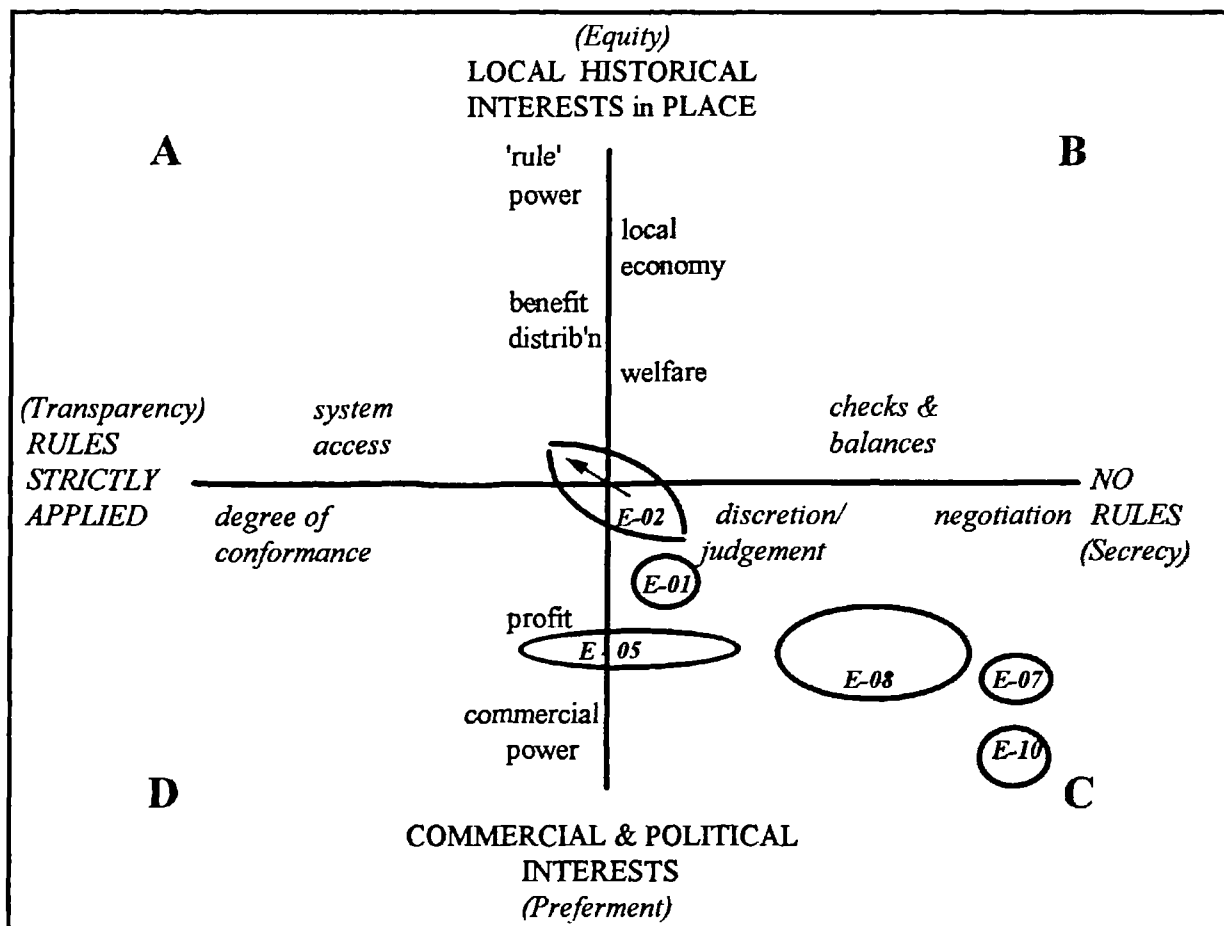 (Equity)
LOCAL HISTORICAL
INTERESTS in PLACE
A
B
'rule'
power
local
economy
benefit
distrib'n
welfare
(Transparency)
RULES
STRICTLY
APPLIED
system
access
checks &
balances
NO
RULES
(Secrecy)
degree of
conformance
E-02
discretion/
judgement
negotiation
E-01
profit
E 05
E-08
E-07
commercial
power
E-10
D
C
COMMERCIAL & POLITICAL
INTERESTS
(Preferment)